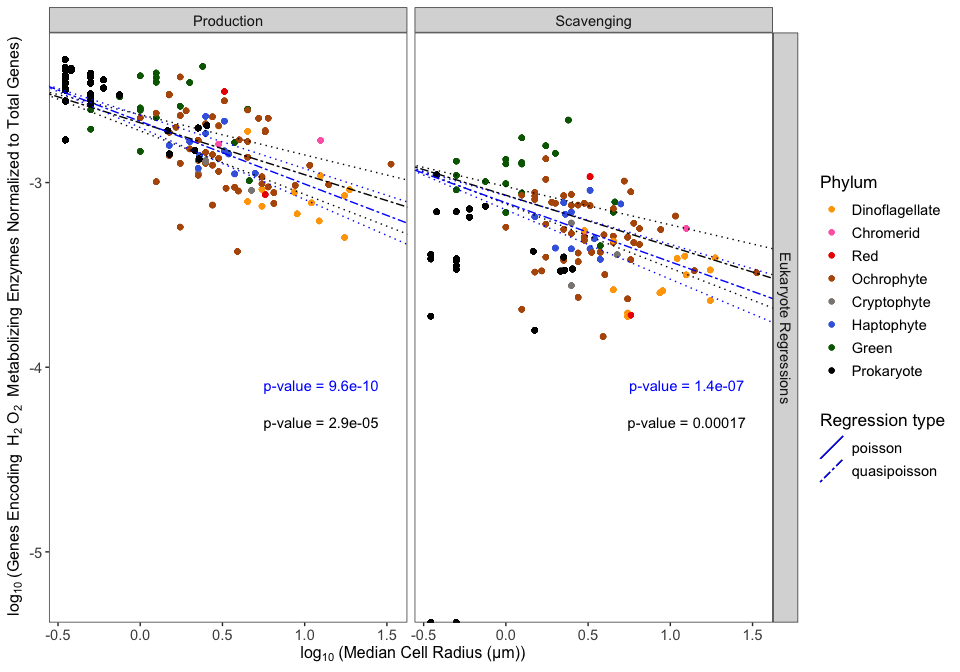 Production
Scavenging
log10 (Genes Encoding H2 O2 Metabolizing Enzymes Normalized to Total Genes)
-3
-4
-5
p-value = 9.6e-10
p-value = 2.9e-05
p-value = 1.4e-07
p-value = 0.00017
Eukaryote Regressions
-0.5 0.0 0.5 1.0 1.5
-0.5 0.0 0.5 1.0 1.5
log10 (Median Cell Radius (μm))
Phylum
Dinoflagellate
Chromerid
Red
Ochrophyte
Cryptophyte
Haptophyte
Green
Prokaryote
Regression type
poisson
quasipoisson